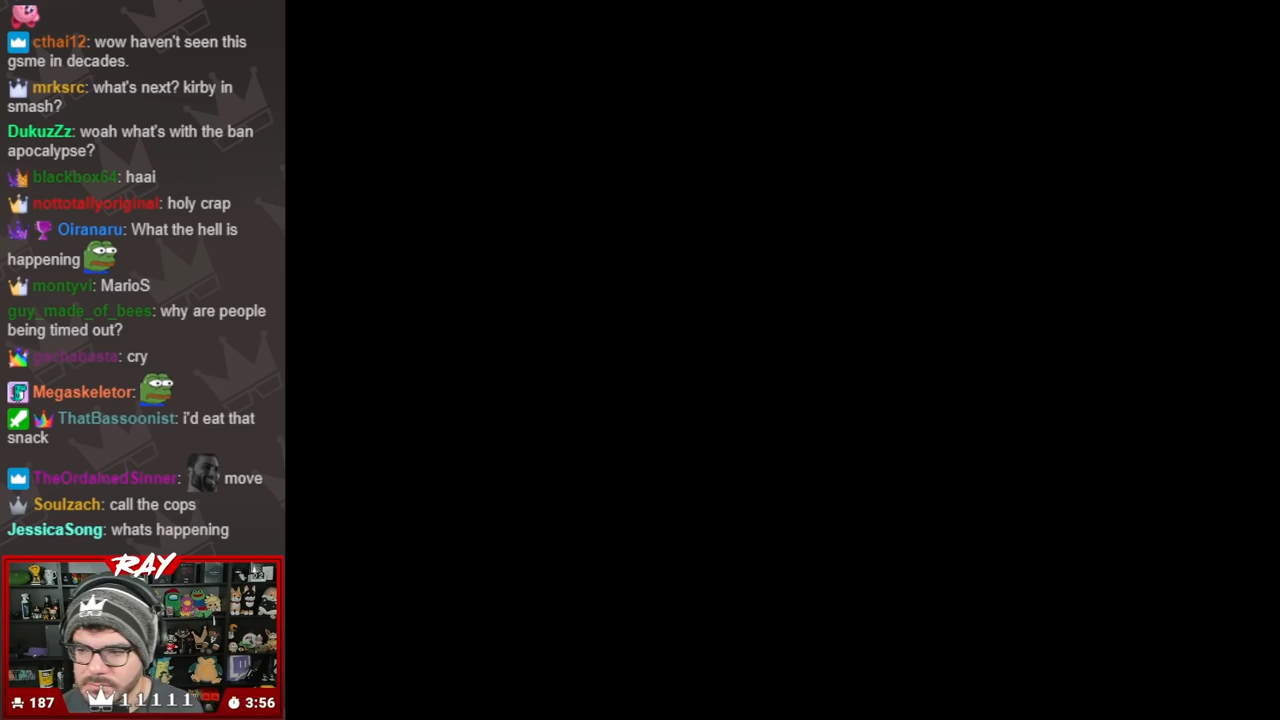 cthai12: wow haven't seen this
gsme in decades.
mrksrc: what's next? kirby in
smash?
DukuzZz: woah what's with the ban
apocalypse?
blackbox64: haai
nottotallyoriginal: holy crap
Oiranaru: What the hell is
happening
montyvi: MarioS
guy_made_of_bees: why are people
being timed out?
gachabasta: cry
Megaskeletor:
ThatBassoonist: i'd eat that
snack
TheOrdainedSinner: move
Soulzach: call the cops
JessicaSong: whats happening
RAY
187
11111
3:56